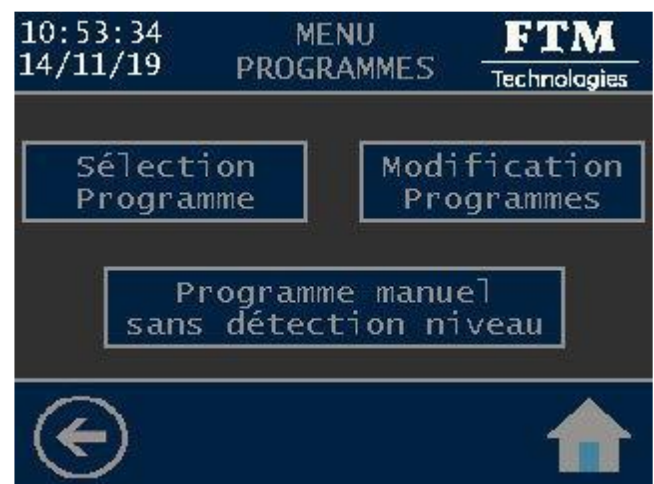 10:53:34
14/11/19
MENU
PROGRAMMES
FTM
Technologies
Sélection
Programme
Modification
Programmes
Programme manuel
sans détection niveau